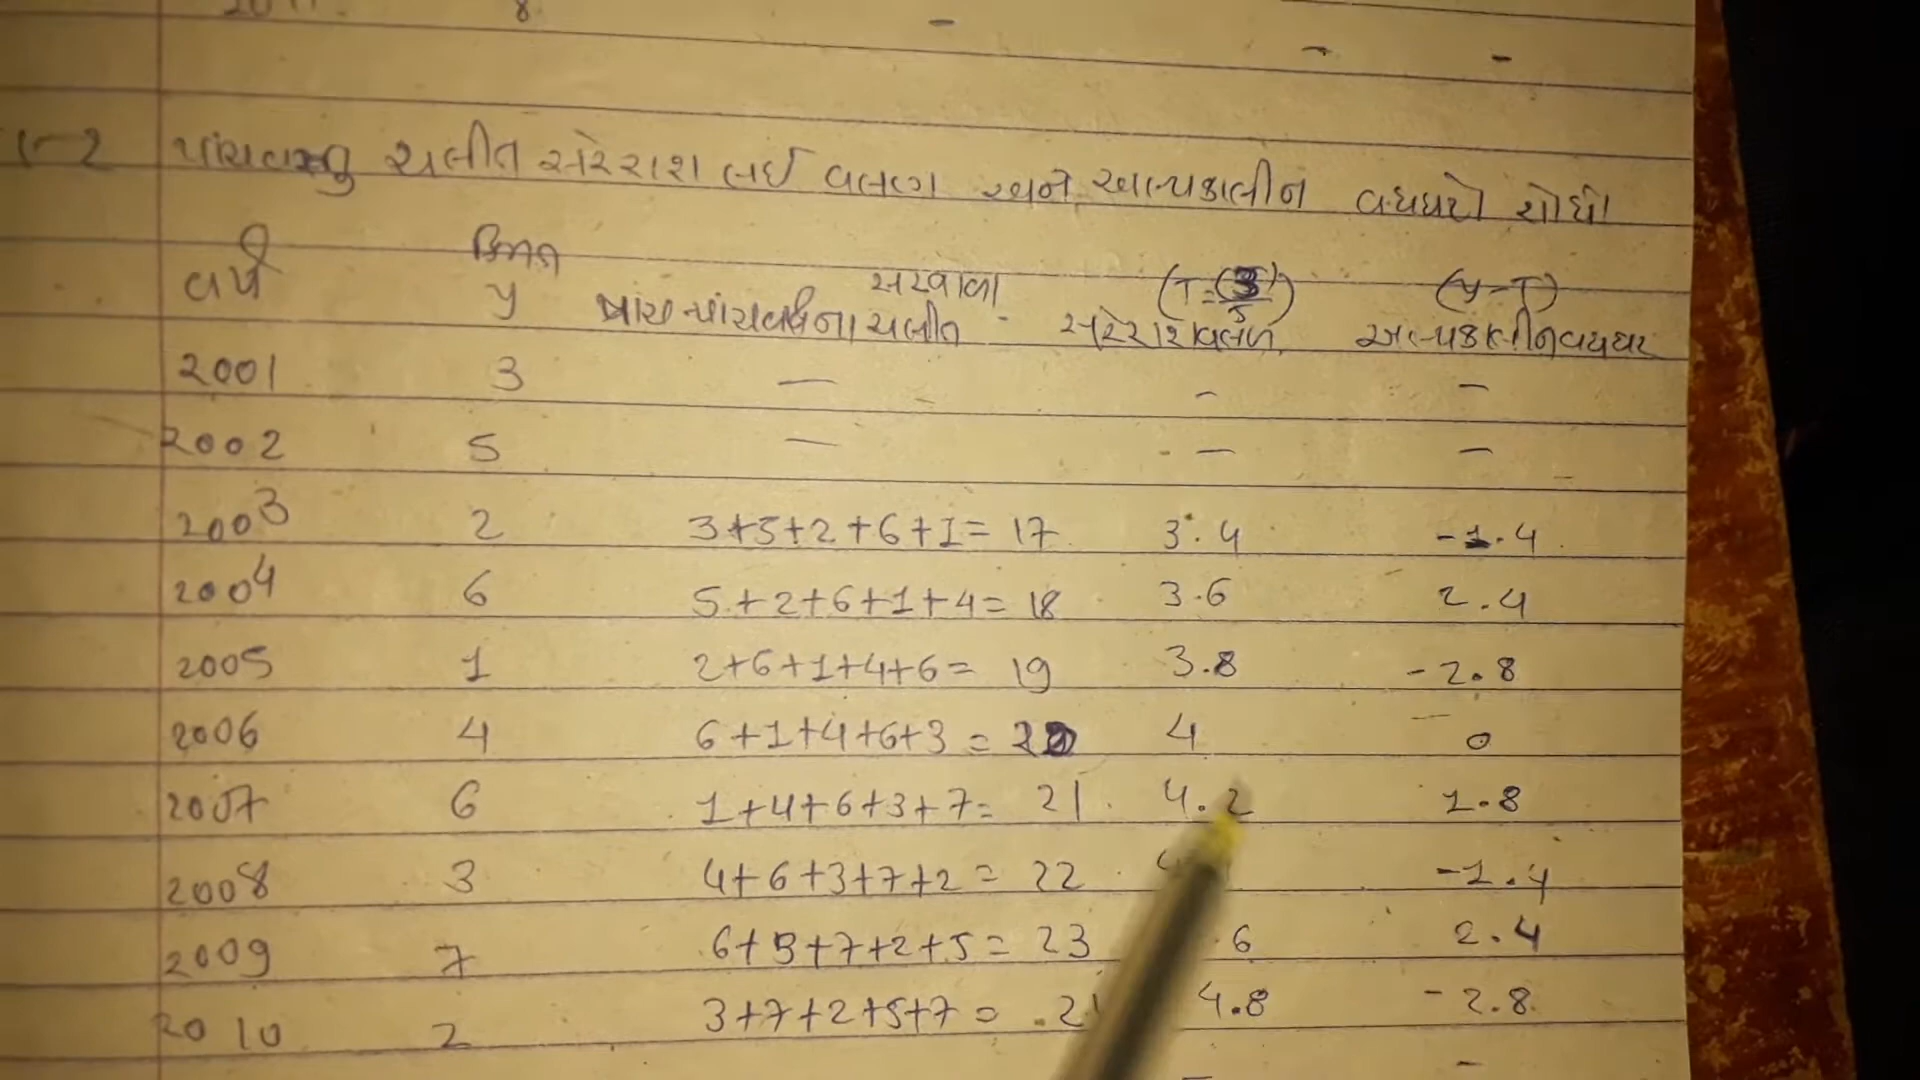 8
-2 પાંચવર્ષનુ ચલીત સરેરાશ લઈ વલણ અને અલ્પકાલીન વધઘટો શોધો
વર્ષ કિંમત y પાંચ પાંચવર્ષના ચલીત સરવાળા સરેરાશ વલણ (y-T) અલ્પકાલીન વધઘટ
2001 3 — - -
2002 5 — - -
2003 2 3+5+2+6+1= 17 3.4 -1.4
2004 6 5+2+6+1+4= 18 3.6 2.4
2005 1 2+6+1+4+6= 19 3.8 -2.8
2006 4 6+1+4+6+3 = 20 4 0
2007 6 1+4+6+3+7= 21 4.2 1.8
2008 3 4+6+3+7+2= 22 -1.4
2009 7 6+3+7+2+5= 23 .6 2.4
2010 2 3+7+2+5+7= 4.8 -2.8